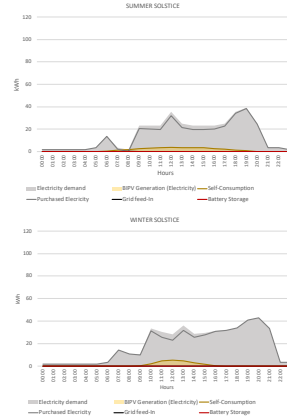 SUMMER SOLSTICE
120
100
80
60
40
20
0
kWh
00:00 01:00 02:00 03:00 04:00 05:00 06:00 07:00 08:00 09:00 10:00 11:00 12:00 13:00 14:00 15:00 16:00 17:00 18:00 19:00 20:00 21:00 22:00
Hours
Electricity demand BIPV Generation (Electricity) Self-Consumption
Purchased Elecricity Grid feed-In Battery Storage
WINTER SOLSTICE
120
100
80
60
40
20
0
kWh
00:00 01:00 02:00 03:00 04:00 05:00 06:00 07:00 08:00 09:00 10:00 11:00 12:00 13:00 14:00 15:00 16:00 17:00 18:00 19:00 20:00 21:00 22:00
Hours
Electricity demand BIPV Generation (Electricity) Self-Consumption
Purchased Elecricity Grid feed-In Battery Storage